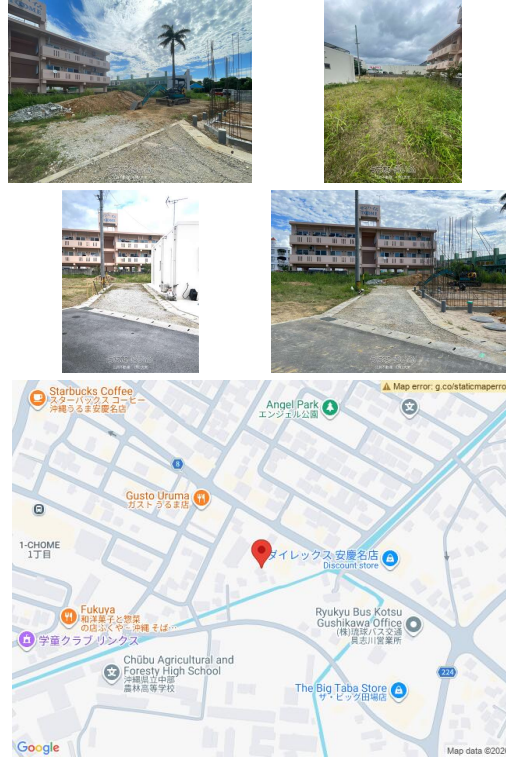 Map error: g.co/staticmaperro
Starbucks Coffee
スターバックス コーヒー
沖縄うるま安慶名店
Angel Park
エンジェル公園
文
8
Gusto Uruma
ガスト うるま店
1-CHOME
1丁目
ダイレックス 安慶名店
Discount store
Fukuya
和洋菓子と惣菜
の店ふくや - 沖縄 そば…
学童クラブ リンクス
Ryukyu Bus Kotsu
Gushikawa Office
(株)琉球バス交通
具志川営業所
Chūbu Agricultural and
Foresty High School
沖縄県立中部
農林高等学校
文
224
The Big Taba Store
ザ・ビッグ田場店
Google
Map data ©2026